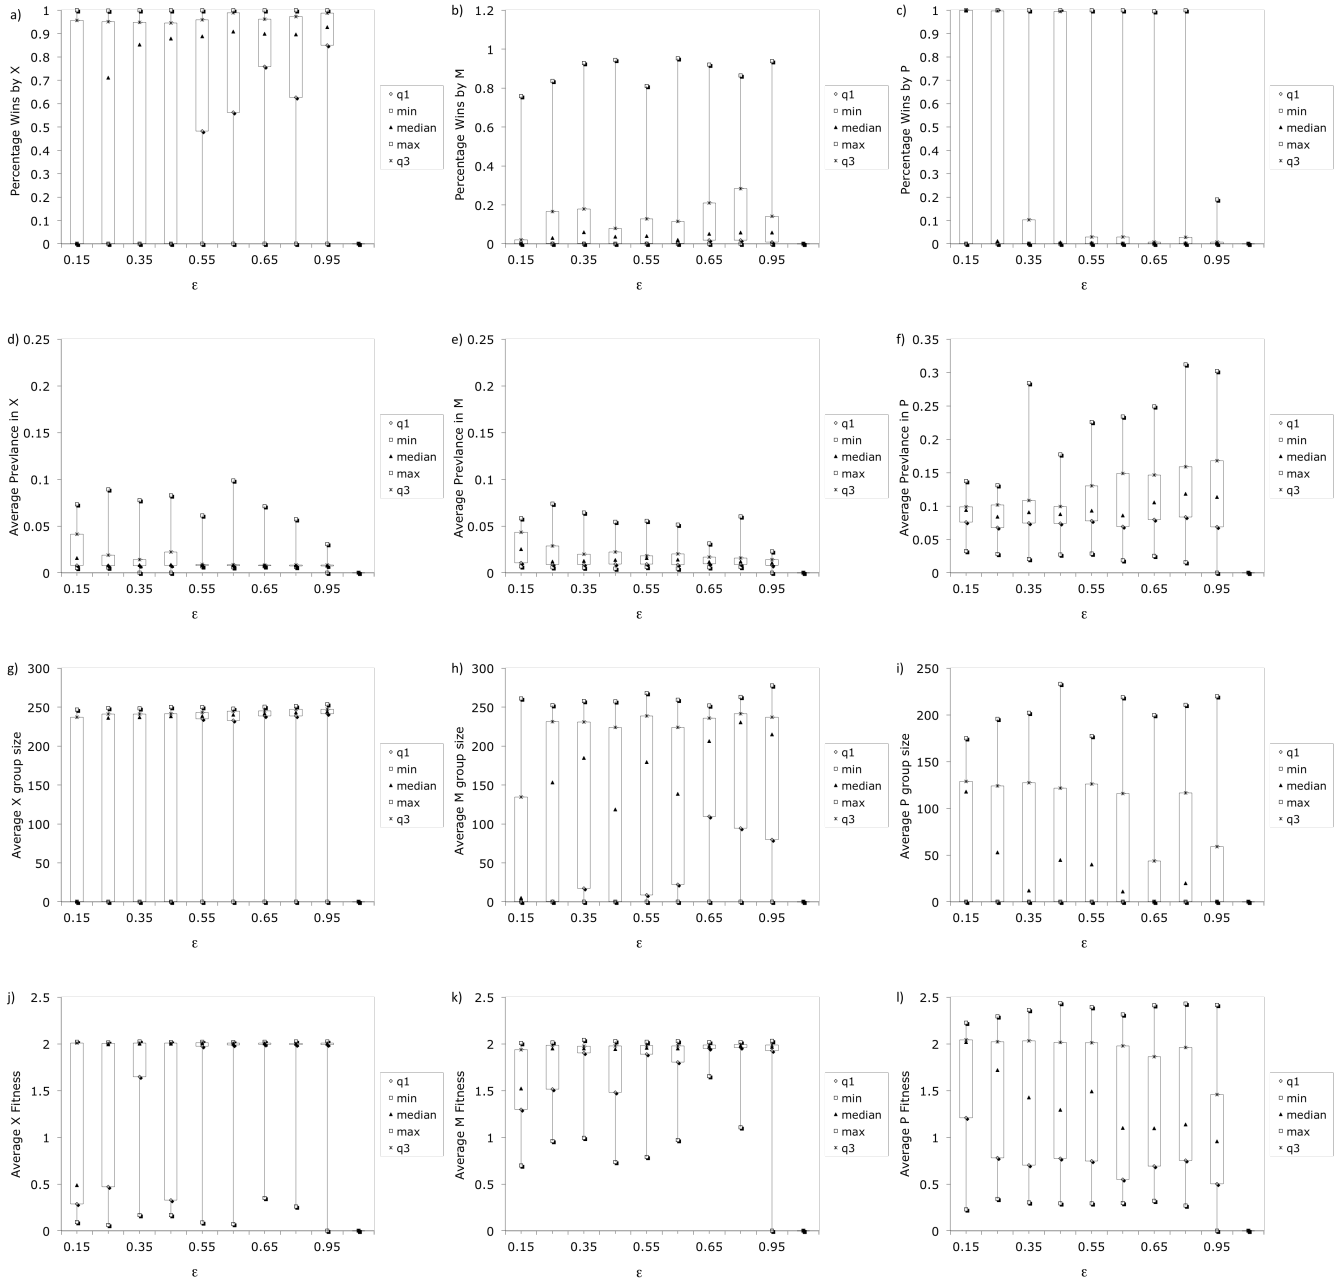 a)
Percentage Wins by X
1
0.9
0.8
0.7
0.6
0.5
0.4
0.3
0.2
0.1
0
0.15 0.35 0.55 0.65 0.95
ε
q1
min
median
max
q3
b)
Percentage Wins by M
1.2
1
0.8
0.6
0.4
0.2
0
0.15 0.35 0.55 0.65 0.95
ε
q1
min
median
max
q3
c)
Percentage Wins by P
1
0.9
0.8
0.7
0.6
0.5
0.4
0.3
0.2
0.1
0
0.15 0.35 0.55 0.65 0.95
ε
q1
min
median
max
q3
d)
Average Prevlance in X
0.25
0.2
0.15
0.1
0.05
0
0.15 0.35 0.55 0.65 0.95
ε
q1
min
median
max
q3
e)
Average Prevlance in M
0.25
0.2
0.15
0.1
0.05
0
0.15 0.35 0.55 0.65 0.95
ε
q1
min
median
max
q3
f)
Average Prevlance in P
0.35
0.3
0.25
0.2
0.15
0.1
0.05
0
0.15 0.35 0.55 0.65 0.95
ε
q1
min
median
max
q3
g)
Average X group size
300
250
200
150
100
50
0
0.15 0.35 0.55 0.65 0.95
ε
q1
min
median
max
q3
h)
Average M group size
300
250
200
150
100
50
0
0.15 0.35 0.55 0.65 0.95
ε
q1
min
median
max
q3
i)
Average P group size
250
200
150
100
50
0
0.15 0.35 0.55 0.65 0.95
ε
q1
min
median
max
q3
j)
Average X Fitness
2.5
2
1.5
1
0.5
0
0.15 0.35 0.55 0.65 0.95
ε
q1
min
median
max
q3
k)
Average M Fitness
2.5
2
1.5
1
0.5
0
0.15 0.35 0.55 0.65 0.95
ε
q1
min
median
max
q3
l)
Average P Fitness
2.5
2
1.5
1
0.5
0
0.15 0.35 0.55 0.65 0.95
ε
q1
min
median
max
q3